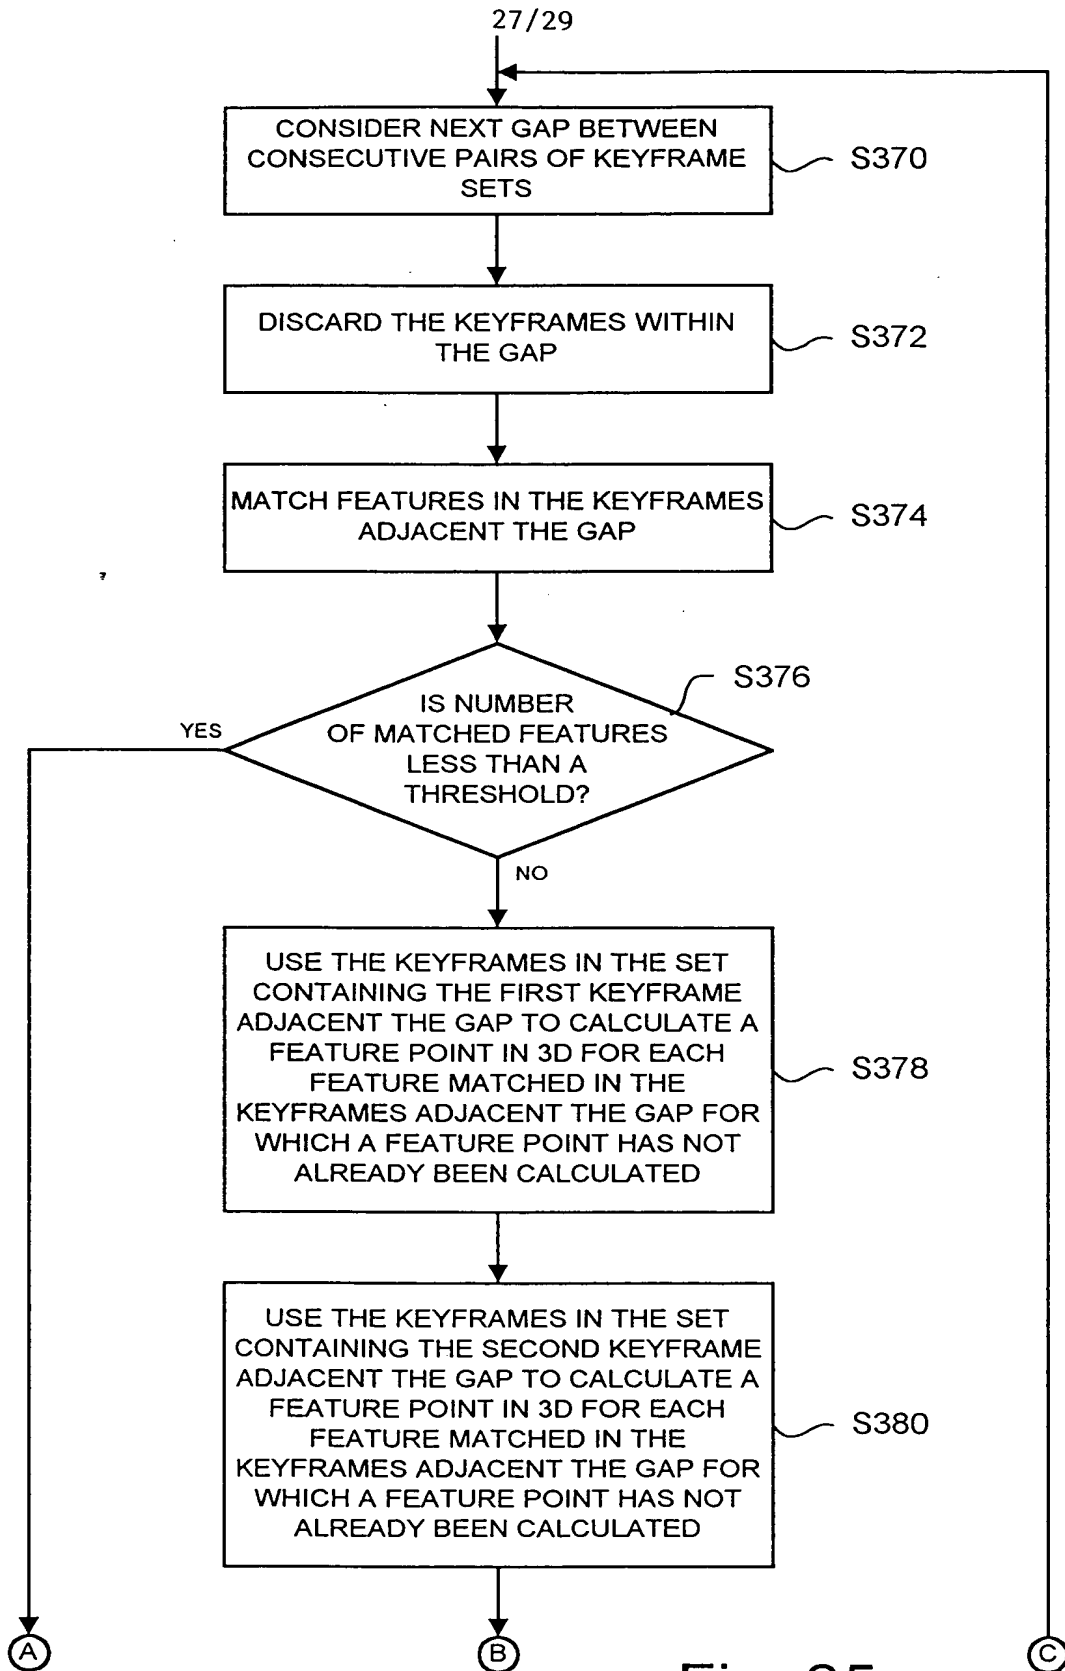 27/29
CONSIDER NEXT GAP BETWEEN
CONSECUTIVE PAIRS OF KEYFRAME
SETS
S370
DISCARD THE KEYFRAMES WITHIN
THE GAP
S372
MATCH FEATURES IN THE KEYFRAMES
ADJACENT THE GAP
S374
IS NUMBER
OF MATCHED FEATURES
LESS THAN A
THRESHOLD?
S376
YES
NO
USE THE KEYFRAMES IN THE SET
CONTAINING THE FIRST KEYFRAME
ADJACENT THE GAP TO CALCULATE A
FEATURE POINT IN 3D FOR EACH
FEATURE MATCHED IN THE
KEYFRAMES ADJACENT THE GAP FOR
WHICH A FEATURE POINT HAS NOT
ALREADY BEEN CALCULATED
S378
USE THE KEYFRAMES IN THE SET
CONTAINING THE SECOND KEYFRAME
ADJACENT THE GAP TO CALCULATE A
FEATURE POINT IN 3D FOR EACH
FEATURE MATCHED IN THE
KEYFRAMES ADJACENT THE GAP FOR
WHICH A FEATURE POINT HAS NOT
ALREADY BEEN CALCULATED
S380
A
B
C